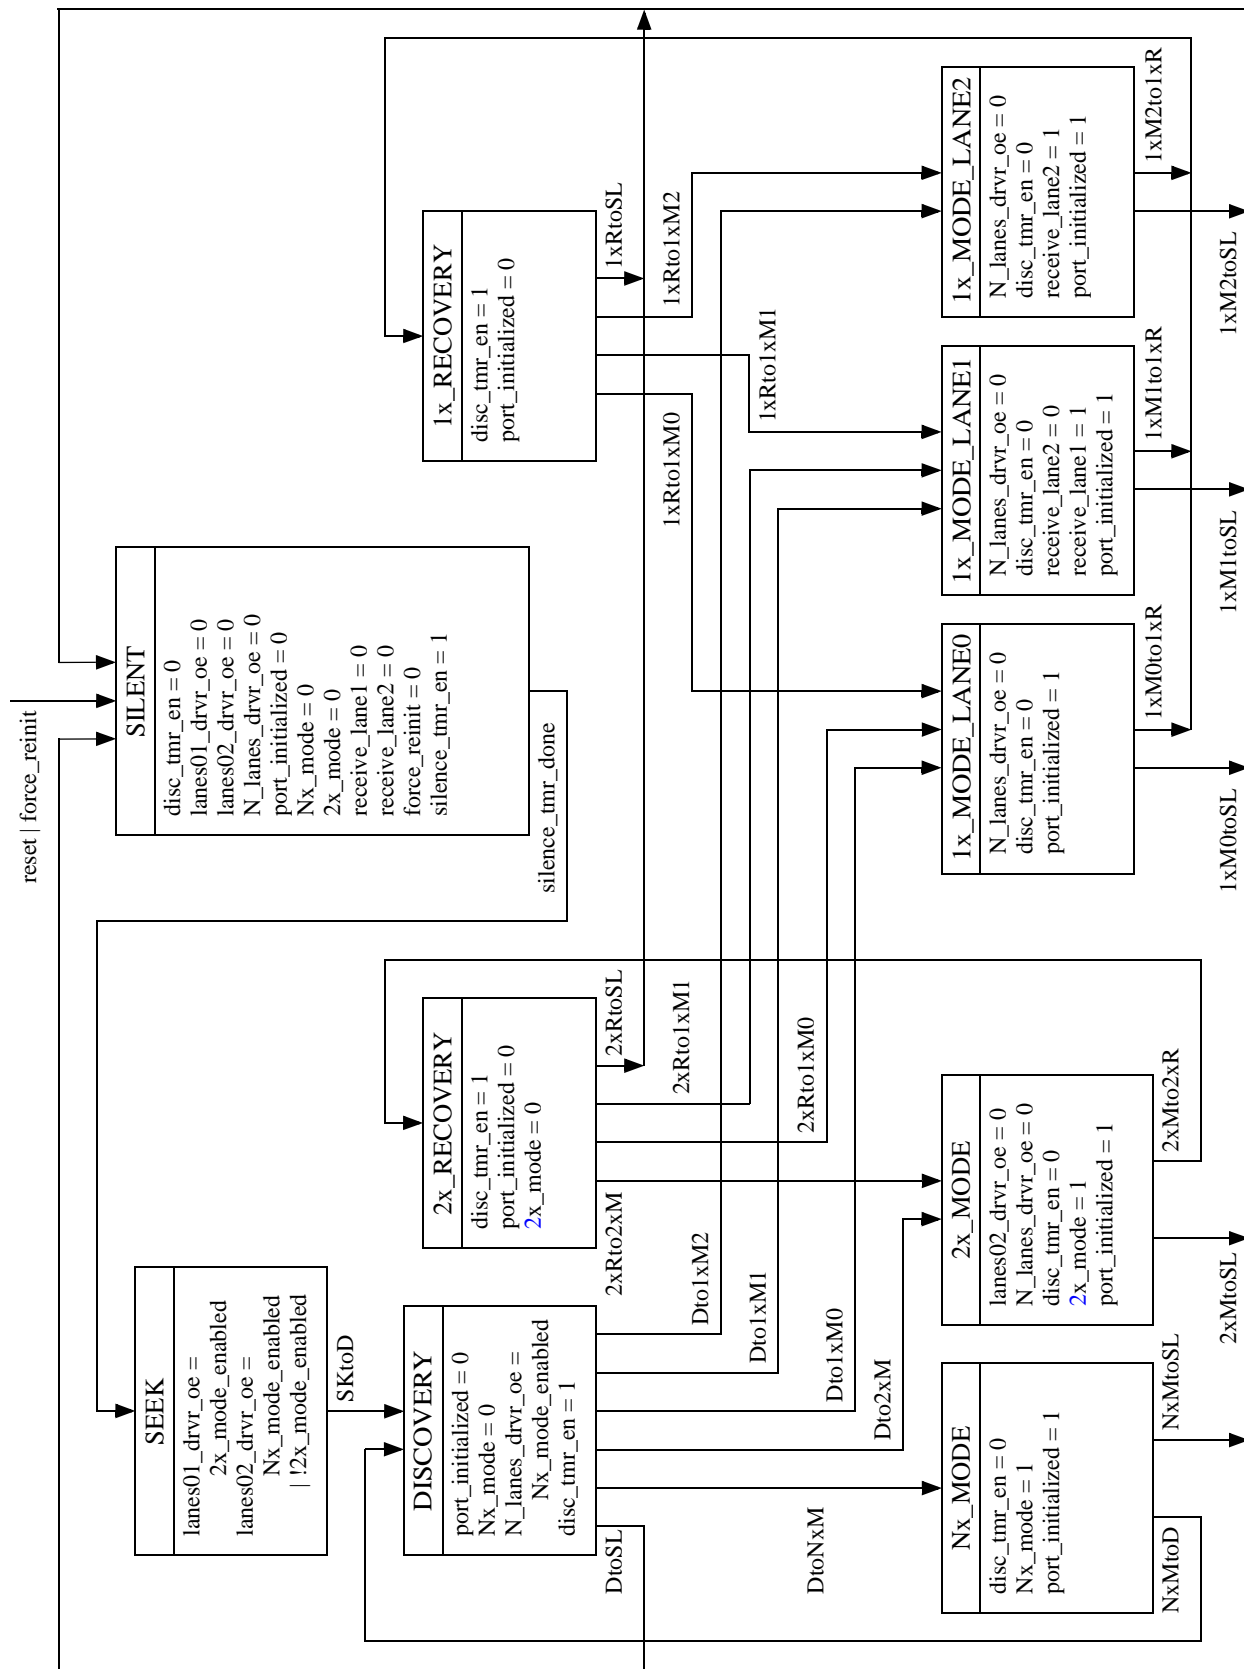 reset | force_reinit
SILENT
disc_tmr_en = 0
lanes01_drvr_oe = 0
lanes02_drvr_oe = 0
N_lanes_drvr_oe = 0
port_initialized = 0
Nx_mode = 0
2x_mode = 0
receive_lane1 = 0
receive_lane2 = 0
force_reinit = 0
silence_tmr_en = 1
silence_tmr_done
SEEK
lanes01_drvr_oe =
2x_mode_enabled
lanes02_drvr_oe =
Nx_mode_enabled
| !2x_mode_enabled
SKtoD
DISCOVERY
port_initialized = 0
Nx_mode = 0
N_lanes_drvr_oe =
Nx_mode_enabled
disc_tmr_en = 1
DtoSL
2x_RECOVERY
disc_tmr_en = 1
port_initialized = 0
2x_mode = 0
2xRto2xM
2xRtoSL
1x_RECOVERY
disc_tmr_en = 1
port_initialized = 0
1xRtoSL
2xRto1xM1
1xRto1xM0
1xRto1xM2
Dto1xM2
Dto1xM1
1xRto1xM1
DtoNxM
Dto2xM
Dto1xM0
2xRto1xM0
Nx_MODE
disc_tmr_en = 0
Nx_mode = 1
port_initialized = 1
NxMtoD
NxMtoSL
2x_MODE
lanes02_drvr_oe = 0
N_lanes_drvr_oe = 0
disc_tmr_en = 0
2x_mode = 1
port_initialized = 1
2xMto2xR
2xMtoSL
1x_MODE_LANE0
N_lanes_drvr_oe = 0
disc_tmr_en = 0
port_initialized = 1
1xM0to1xR
1xM0toSL
1x_MODE_LANE1
N_lanes_drvr_oe = 0
disc_tmr_en = 0
receive_lane2 = 0
receive_lane1 = 1
port_initialized = 1
1xM1to1xR
1xM1toSL
1x_MODE_LANE2
N_lanes_drvr_oe = 0
disc_tmr_en = 0
receive_lane2 = 1
port_initialized = 1
1xM2to1xR
1xM2toSL